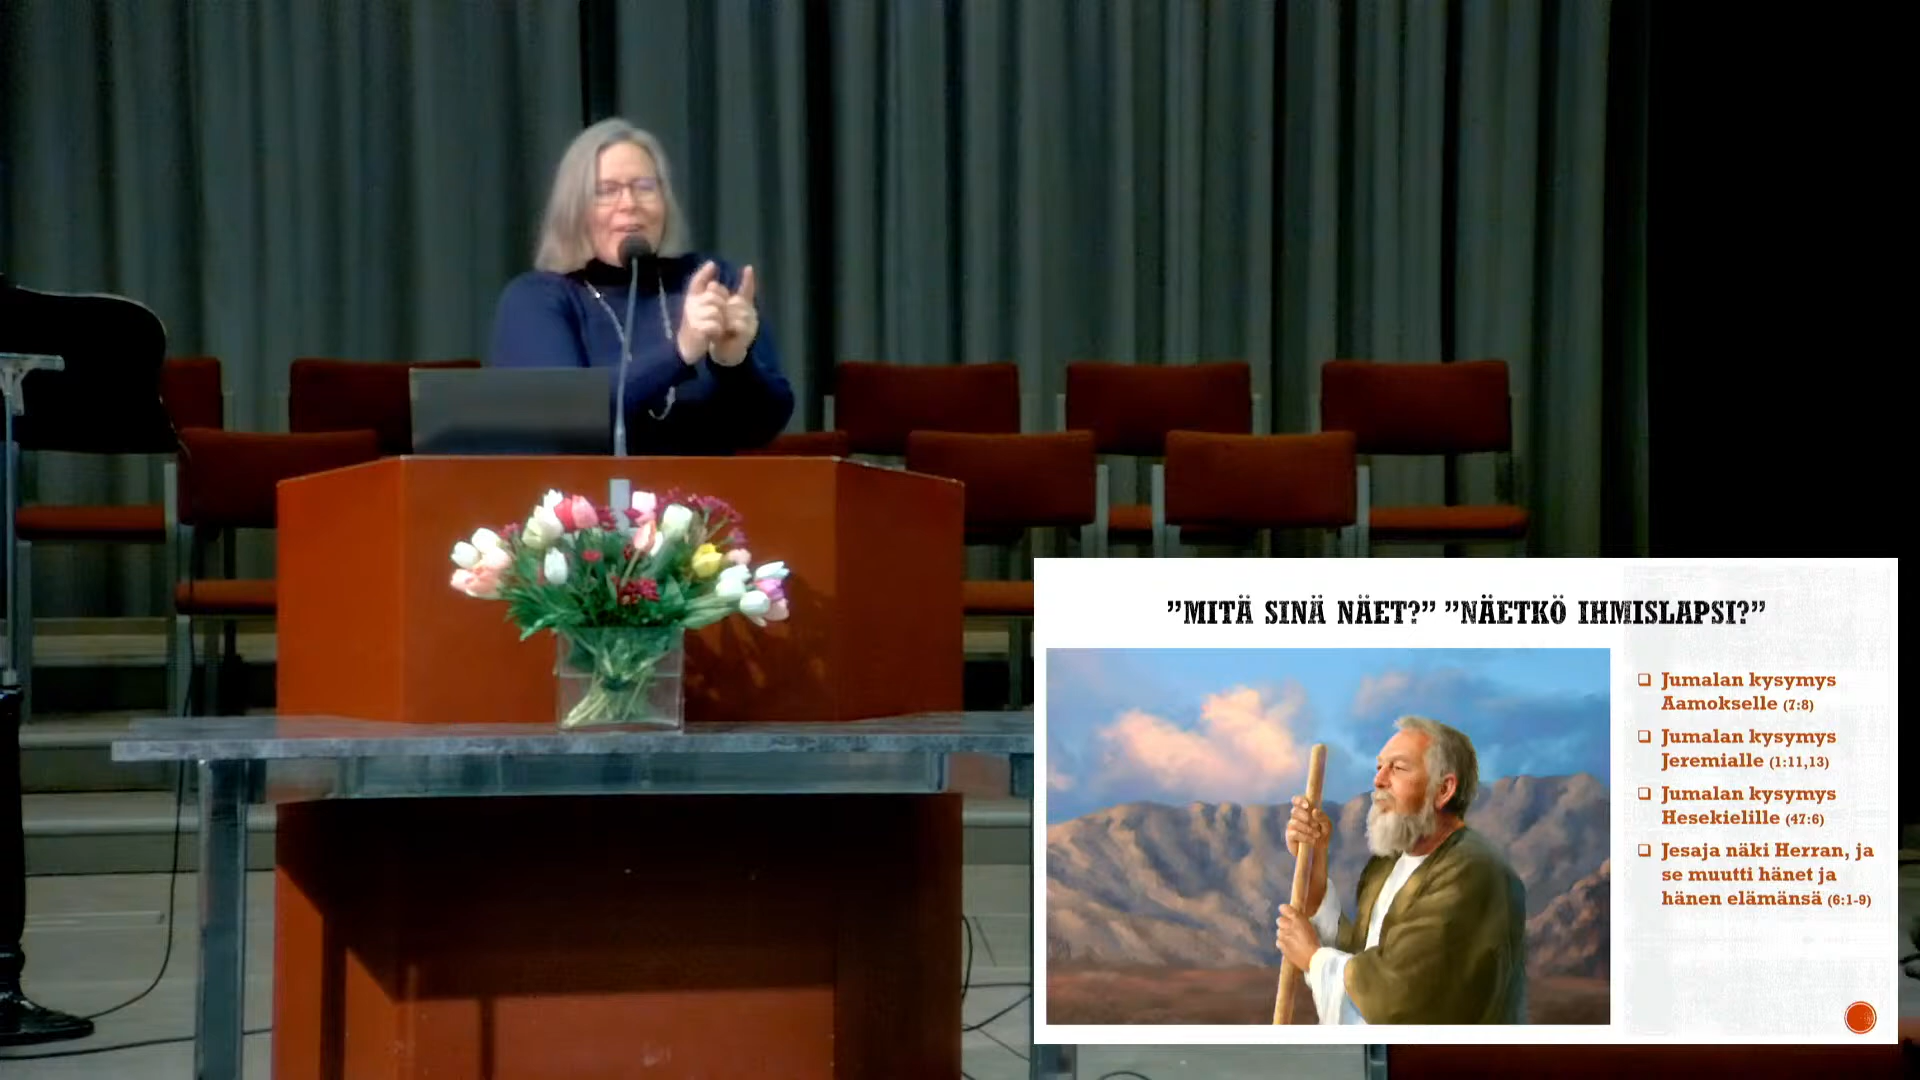 ”MITÄ SINÄ NÄET?” ”NÄETKÖ IHMISLAPSI?”
Jumalan kysymys
Aamokselle (7:8)
Jumalan kysymys
Jeremialle (1:11,13)
Jumalan kysymys
Hesekielille (47:6)
Jesaja näki Herran, ja
se muutti hänet ja
hänen elämänsä (6:1-9)